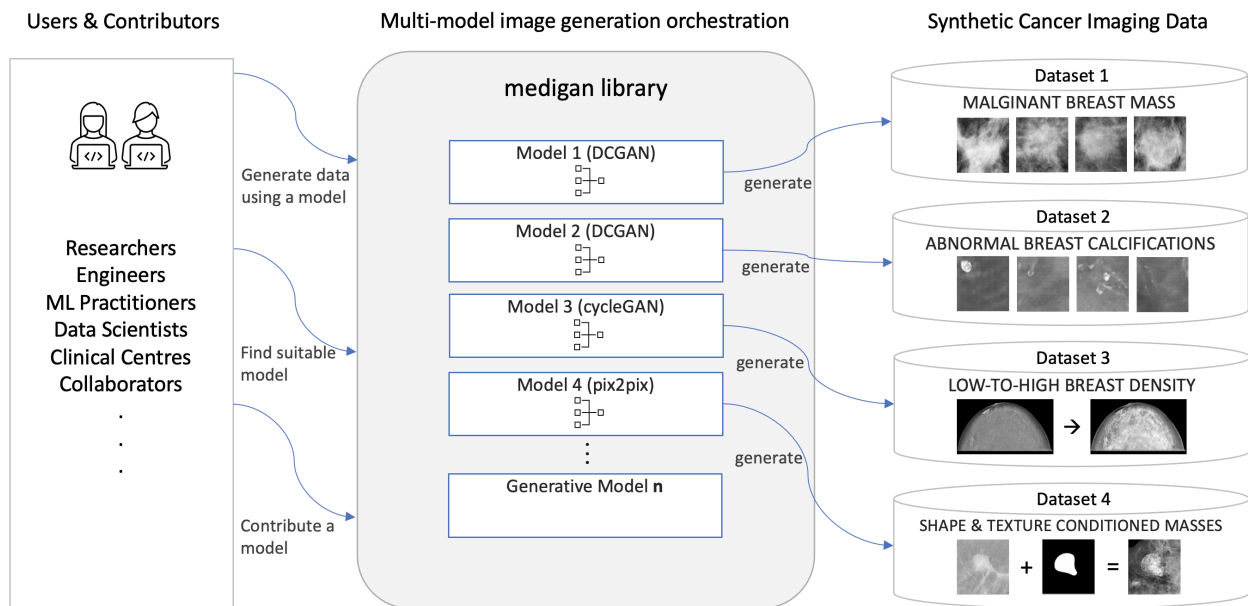 Users & Contributors
Multi-model image generation orchestration
Synthetic Cancer Imaging Data
</>
</>
Researchers
Engineers
ML Practitioners
Data Scientists
Clinical Centres
Collaborators
.
.
.
Generate data
using a model
Find suitable
model
Contribute a
model
medigan library
Model 1 (DCGAN)
Model 2 (DCGAN)
Model 3 (cycleGAN)
Model 4 (pix2pix)
Generative Model n
generate
generate
generate
generate
Dataset 1
MALGINANT BREAST MASS
Dataset 2
ABNORMAL BREAST CALCIFICATIONS
Dataset 3
LOW-TO-HIGH BREAST DENSITY
→
Dataset 4
SHAPE & TEXTURE CONDITIONED MASSES
+ =